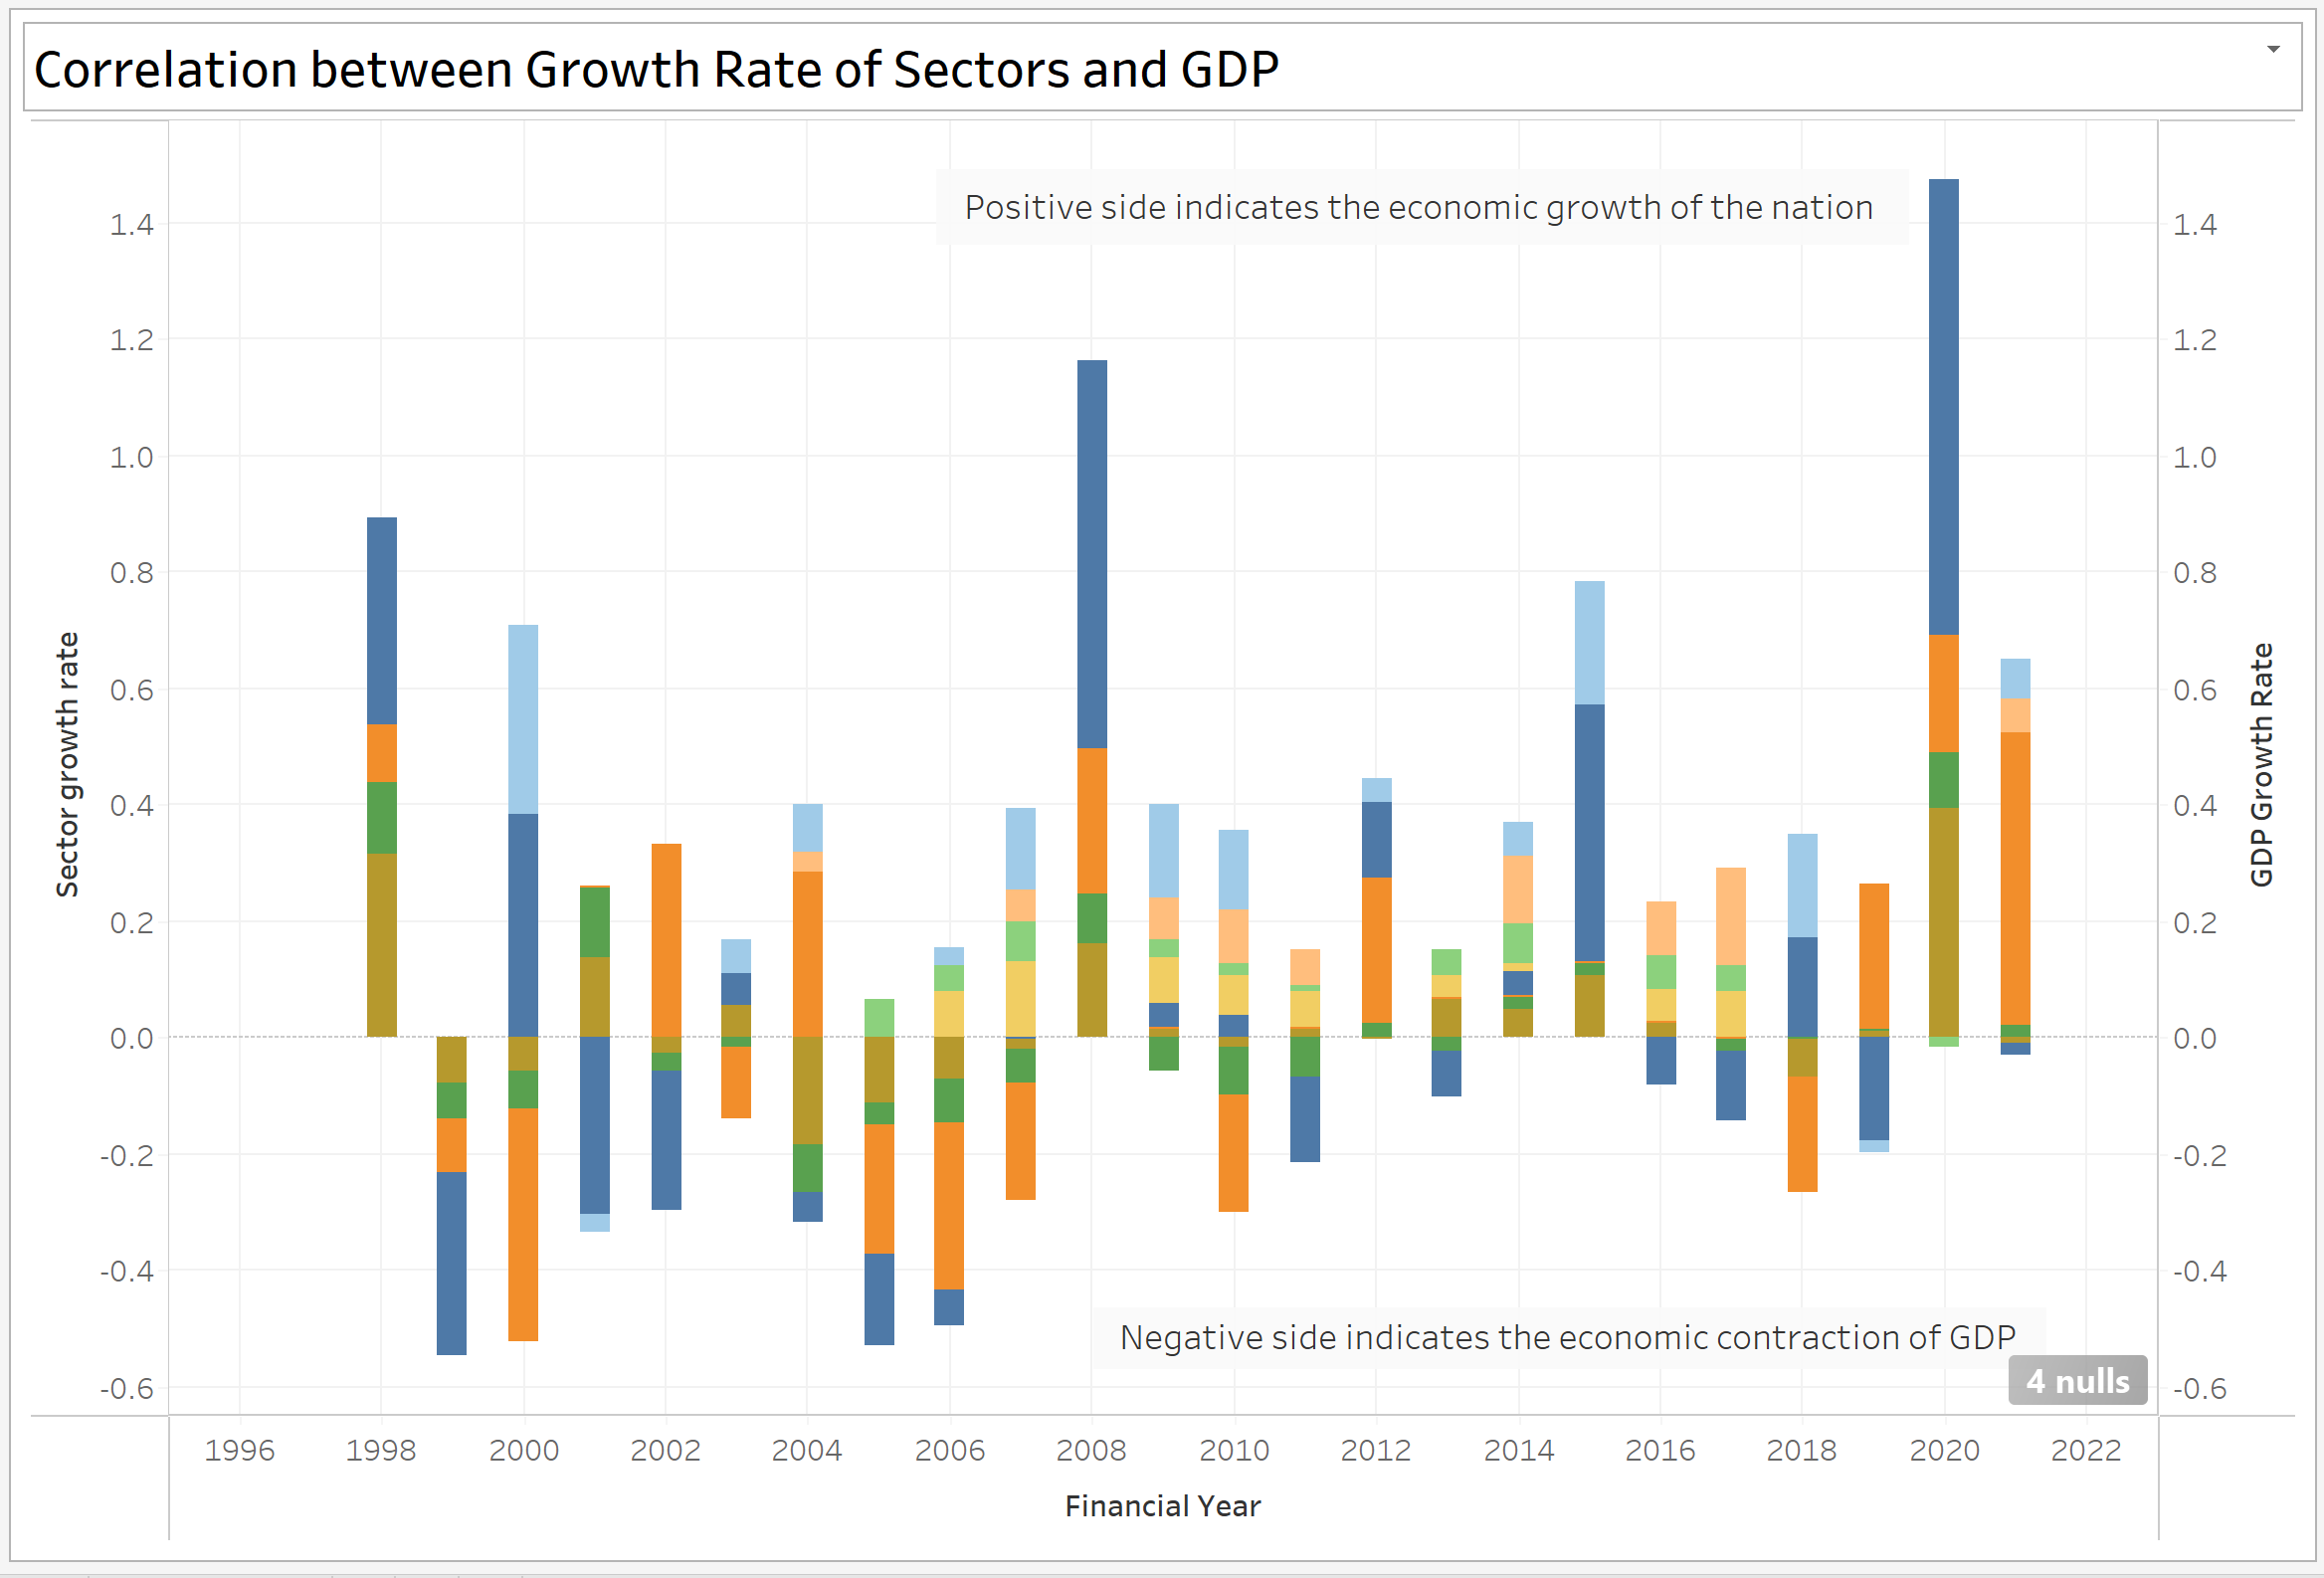 Correlation between Growth Rate of Sectors and GDP
Positive side indicates the economic growth of the nation
1.4
1.2
1.0
0.8
0.6
0.4
0.2
0.0
-0.2
-0.4
-0.6
Sector growth rate
1.4
1.2
1.0
0.8
0.6
0.4
0.2
0.0
-0.2
-0.4
-0.6
GDP Growth Rate
Negative side indicates the economic contraction of GDP
4 nulls
1996 1998 2000 2002 2004 2006 2008 2010 2012 2014 2016 2018 2020 2022
Financial Year